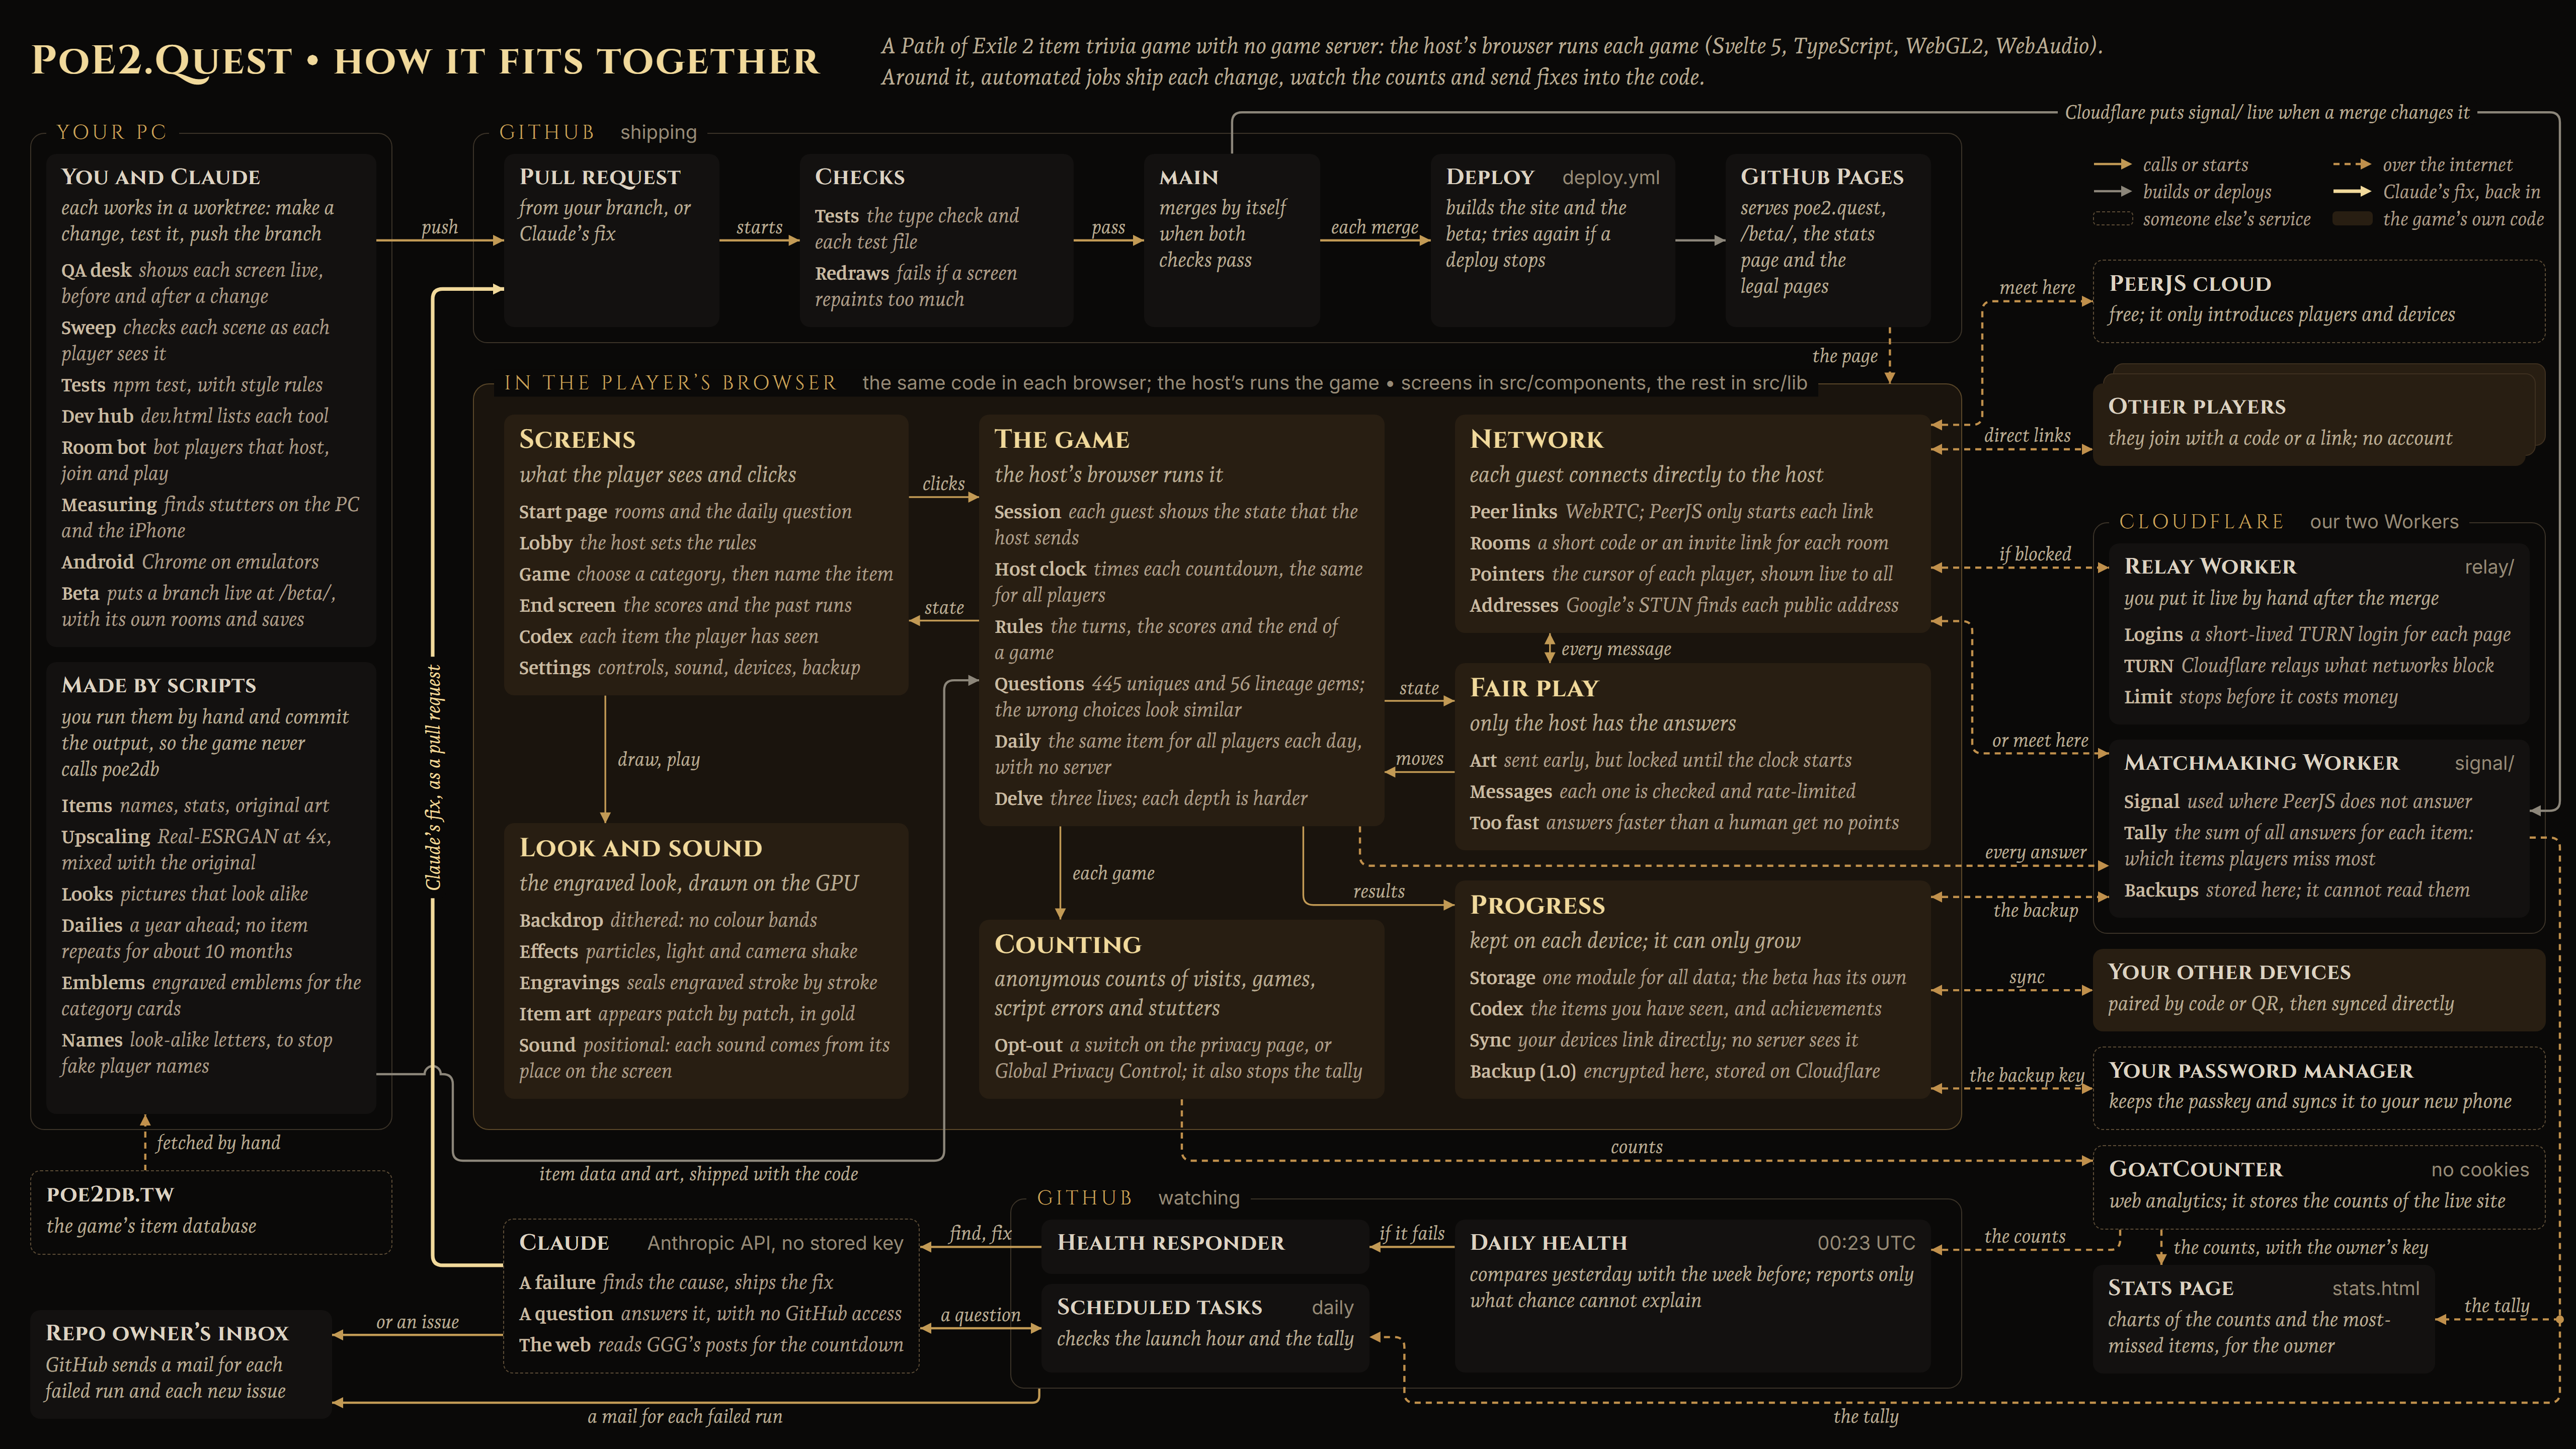 PoE2.Quest • how it fits together
A Path of Exile 2 item trivia game with no game server: the host's browser runs each game (Svelte 5, TypeScript, WebGL2, WebAudio).
Around it, automated jobs ship each change, watch the counts and send fixes into the code.
Cloudflare puts signal/ live when a merge changes it
calls or starts
over the internet
builds or deploys
Claude's fix, back in
someone else's service
the game's own code
YOUR PC
You and Claude
each works in a worktree: make a
change, test it, push the branch
QA desk shows each screen live,
before and after a change
Sweep checks each scene as each
player sees it
Tests npm test, with style rules
Dev hub dev.html lists each tool
Room bot bot players that host,
join and play
Measuring finds stutters on the PC
and the iPhone
Android Chrome on emulators
Beta puts a branch live at /beta/,
with its own rooms and saves
Made by scripts
you run them by hand and commit
the output, so the game never
calls poe2db
Items names, stats, original art
Upscaling Real-ESRGAN at 4x,
mixed with the original
Looks pictures that look alike
Dailies a year ahead; no item
repeats for about 10 months
Emblems engraved emblems for the
category cards
Names look-alike letters, to stop
fake player names
fetched by hand
poe2db.tw
the game's item database
push
Claude's fix, as a pull request
GITHUB shipping
Pull request
from your branch, or
Claude's fix
starts
Checks
Tests the type check and
each test file
Redraws fails if a screen
repaints too much
pass
main
merges by itself
when both
checks pass
each merge
Deploy deploy.yml
builds the site and the
beta; tries again if a
deploy stops
GitHub Pages
serves poe2.quest,
/beta/, the stats
page and the
legal pages
the page
IN THE PLAYER'S BROWSER the same code in each browser; the host's runs the game • screens in src/components, the rest in src/lib
Screens
what the player sees and clicks
Start page rooms and the daily question
Lobby the host sets the rules
Game choose a category, then name the item
End screen the scores and the past runs
Codex each item the player has seen
Settings controls, sound, devices, backup
clicks
state
draw, play
Look and sound
the engraved look, drawn on the GPU
Backdrop dithered: no colour bands
Effects particles, light and camera shake
Engravings seals engraved stroke by stroke
Item art appears patch by patch, in gold
Sound positional: each sound comes from its
place on the screen
The game
the host's browser runs it
Session each guest shows the state that the
host sends
Host clock times each countdown, the same
for all players
Rules the turns, the scores and the end of
a game
Questions 445 uniques and 56 lineage gems;
the wrong choices look similar
Daily the same item for all players each day,
with no server
Delve three lives; each depth is harder
each game
results
state
moves
Counting
anonymous counts of visits, games,
script errors and stutters
Opt-out a switch on the privacy page, or
Global Privacy Control; it also stops the tally
Network
each guest connects directly to the host
Peer links WebRTC; PeerJS only starts each link
Rooms a short code or an invite link for each room
Pointers the cursor of each player, shown live to all
Addresses Google's STUN finds each public address
every message
Fair play
only the host has the answers
Art sent early, but locked until the clock starts
Messages each one is checked and rate-limited
Too fast answers faster than a human get no points
Progress
kept on each device; it can only grow
Storage one module for all data; the beta has its own
Codex the items you have seen, and achievements
Sync your devices link directly; no server sees it
Backup (1.0) encrypted here, stored on Cloudflare
meet here
direct links
if blocked
or meet here
every answer
the backup
sync
the backup key
counts
item data and art, shipped with the code
PeerJS cloud
free; it only introduces players and devices
Other players
they join with a code or a link; no account
CLOUDFLARE our two Workers
Relay Worker relay/
you put it live by hand after the merge
Logins a short-lived TURN login for each page
TURN Cloudflare relays what networks block
Limit stops before it costs money
Matchmaking Worker signal/
Signal used where PeerJS does not answer
Tally the sum of all answers for each item:
which items players miss most
Backups stored here; it cannot read them
Your other devices
paired by code or QR, then synced directly
Your password manager
keeps the passkey and syncs it to your new phone
GoatCounter no cookies
web analytics; it stores the counts of the live site
the counts
the counts, with the owner's key
Stats page stats.html
charts of the counts and the most-
missed items, for the owner
the tally
GITHUB watching
Health responder
if it fails
Daily health 00:23 UTC
compares yesterday with the week before; reports only
what chance cannot explain
Scheduled tasks daily
checks the launch hour and the tally
find, fix
a question
Claude Anthropic API, no stored key
A failure finds the cause, ships the fix
A question answers it, with no GitHub access
The web reads GGG's posts for the countdown
or an issue
Repo owner's inbox
GitHub sends a mail for each
failed run and each new issue
a mail for each failed run
the tally